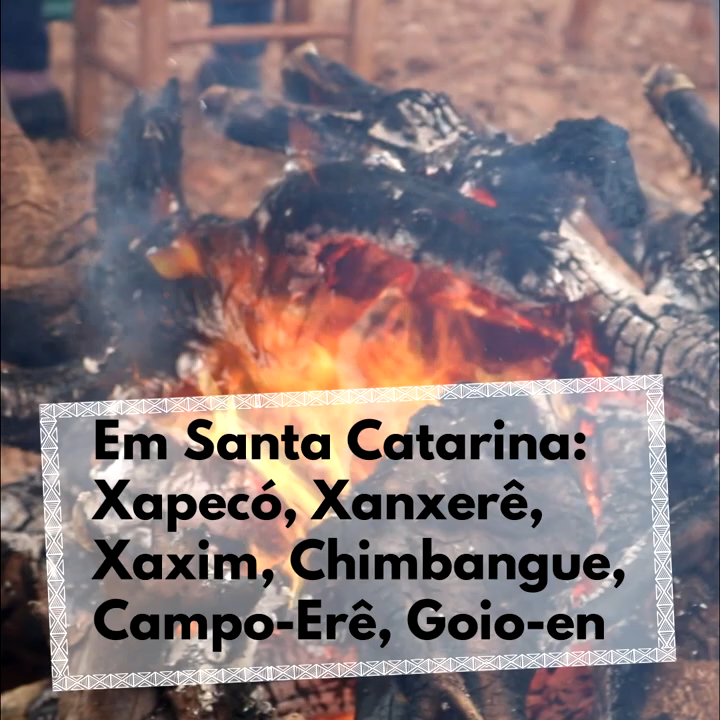 Em Santa Catarina:
Xapecó, Xanxerê,
Xaxim, Chimbangue,
Campo-Erê, Goio-en